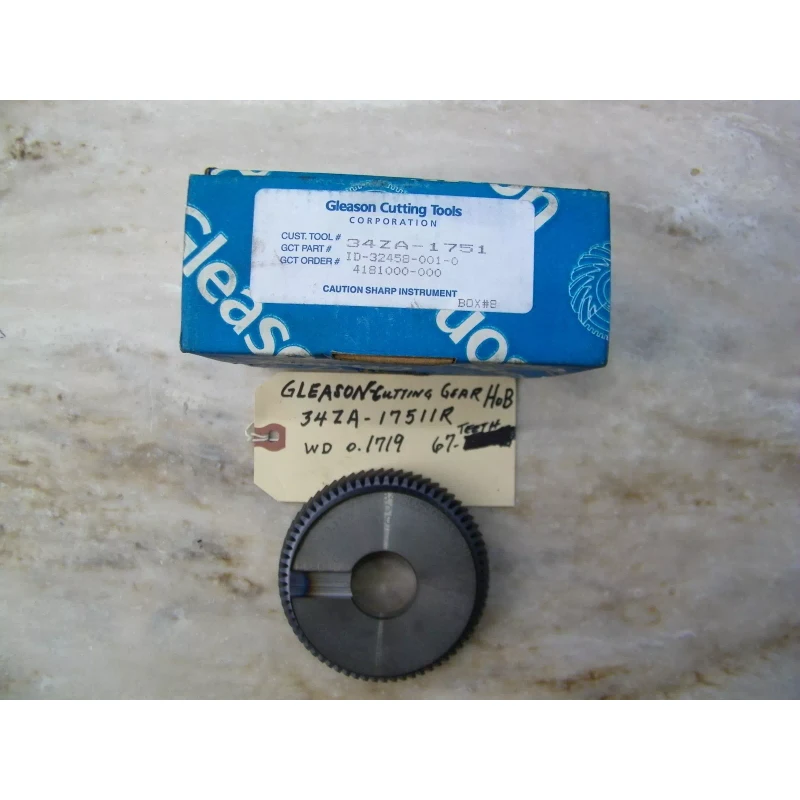 Gleason Cutting Tools
CORPORATION
CUST. TOOL # 34ZA-1751
GCT PART # ID-32458-001-0
GCT ORDER # 4181000-000
CAUTION SHARP INSTRUMENT
BOX#B
Gleason
GLEASON-CUTTING GEAR HOB
34ZA-17511R
WD 0.1719 67- TEETH